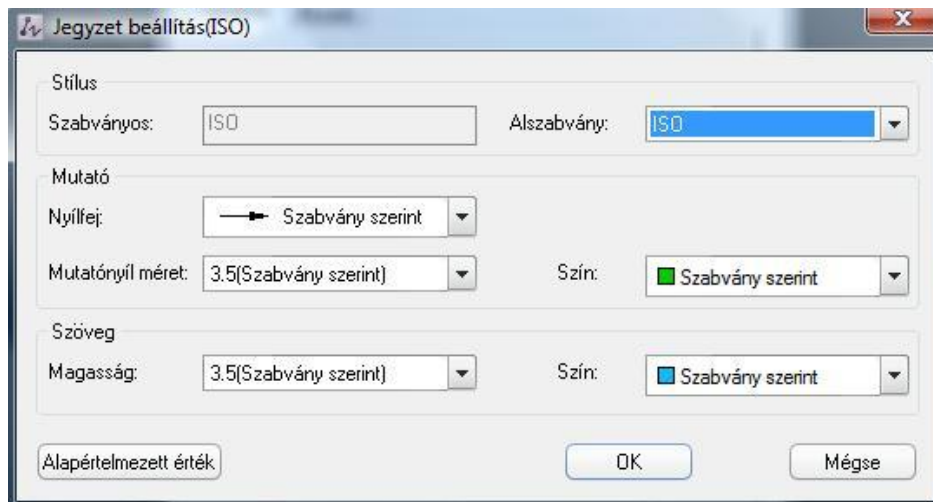 Jegyzet beállítás(ISO)
Stílus
Szabványos: ISO Alszabvány: ISO
Mutató
Nyílfej: Szabvány szerint
Mutatónyíl méret: 3.5(Szabvány szerint) Szín: Szabvány szerint
Szöveg
Magasság: 3.5(Szabvány szerint) Szín: Szabvány szerint
Alapértelmezett érték OK Mégse